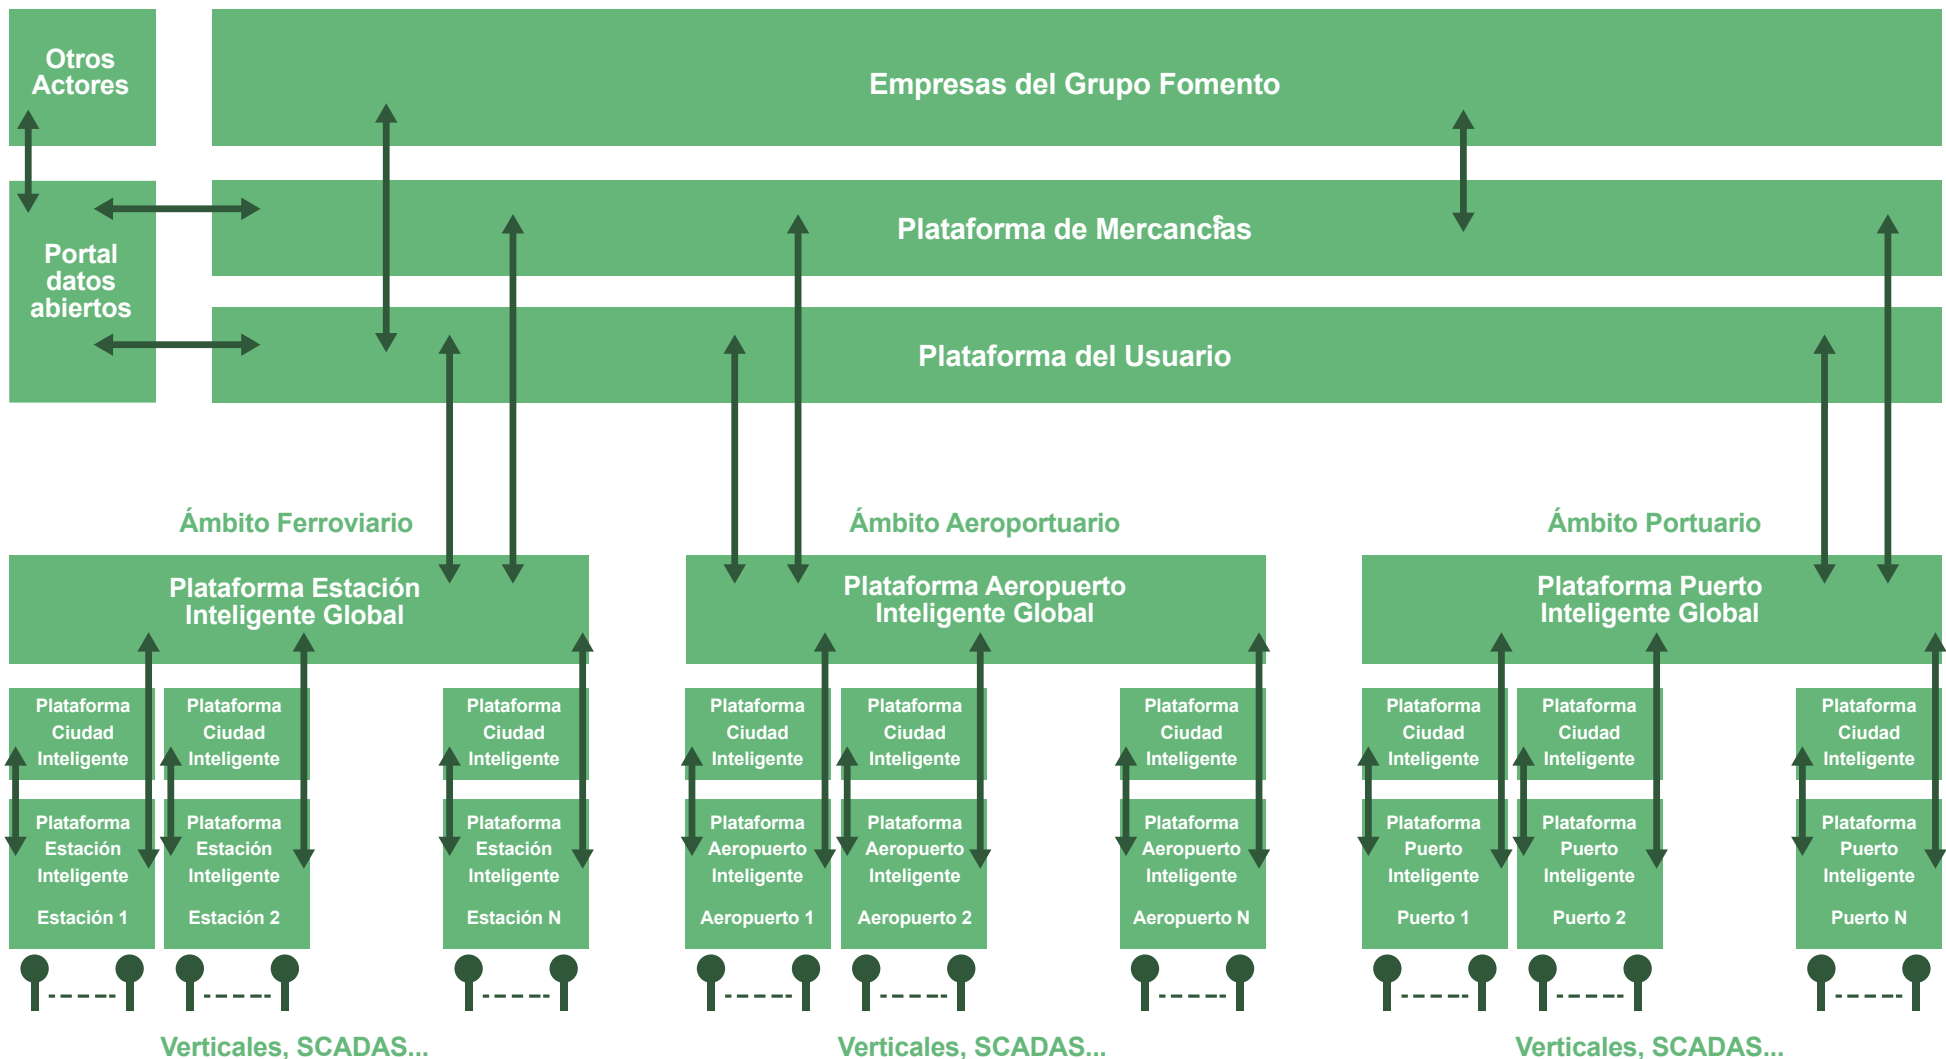 Otros
Actores
Empresas del Grupo Fomento
Portal
datos
abiertos
Plataforma de Mercancías
Plataforma del Usuario
Ámbito Ferroviario
Ámbito Aeroportuario
Ámbito Portuario
Plataforma Estación
Inteligente Global
Plataforma Aeropuerto
Inteligente Global
Plataforma Puerto
Inteligente Global
Plataforma
Ciudad
Inteligente
Plataforma
Ciudad
Inteligente
Plataforma
Ciudad
Inteligente
Plataforma
Ciudad
Inteligente
Plataforma
Ciudad
Inteligente
Plataforma
Ciudad
Inteligente
Plataforma
Ciudad
Inteligente
Plataforma
Ciudad
Inteligente
Plataforma
Ciudad
Inteligente
Plataforma
Estación
Inteligente
Estación 1
Plataforma
Estación
Inteligente
Estación 2
Plataforma
Estación
Inteligente
Estación N
Plataforma
Aeropuerto
Inteligente
Aeropuerto 1
Plataforma
Aeropuerto
Inteligente
Aeropuerto 2
Plataforma
Aeropuerto
Inteligente
Aeropuerto N
Plataforma
Puerto
Inteligente
Puerto 1
Plataforma
Puerto
Inteligente
Puerto 2
Plataforma
Puerto
Inteligente
Puerto N
Verticales, SCADAS...
Verticales, SCADAS...
Verticales, SCADAS...